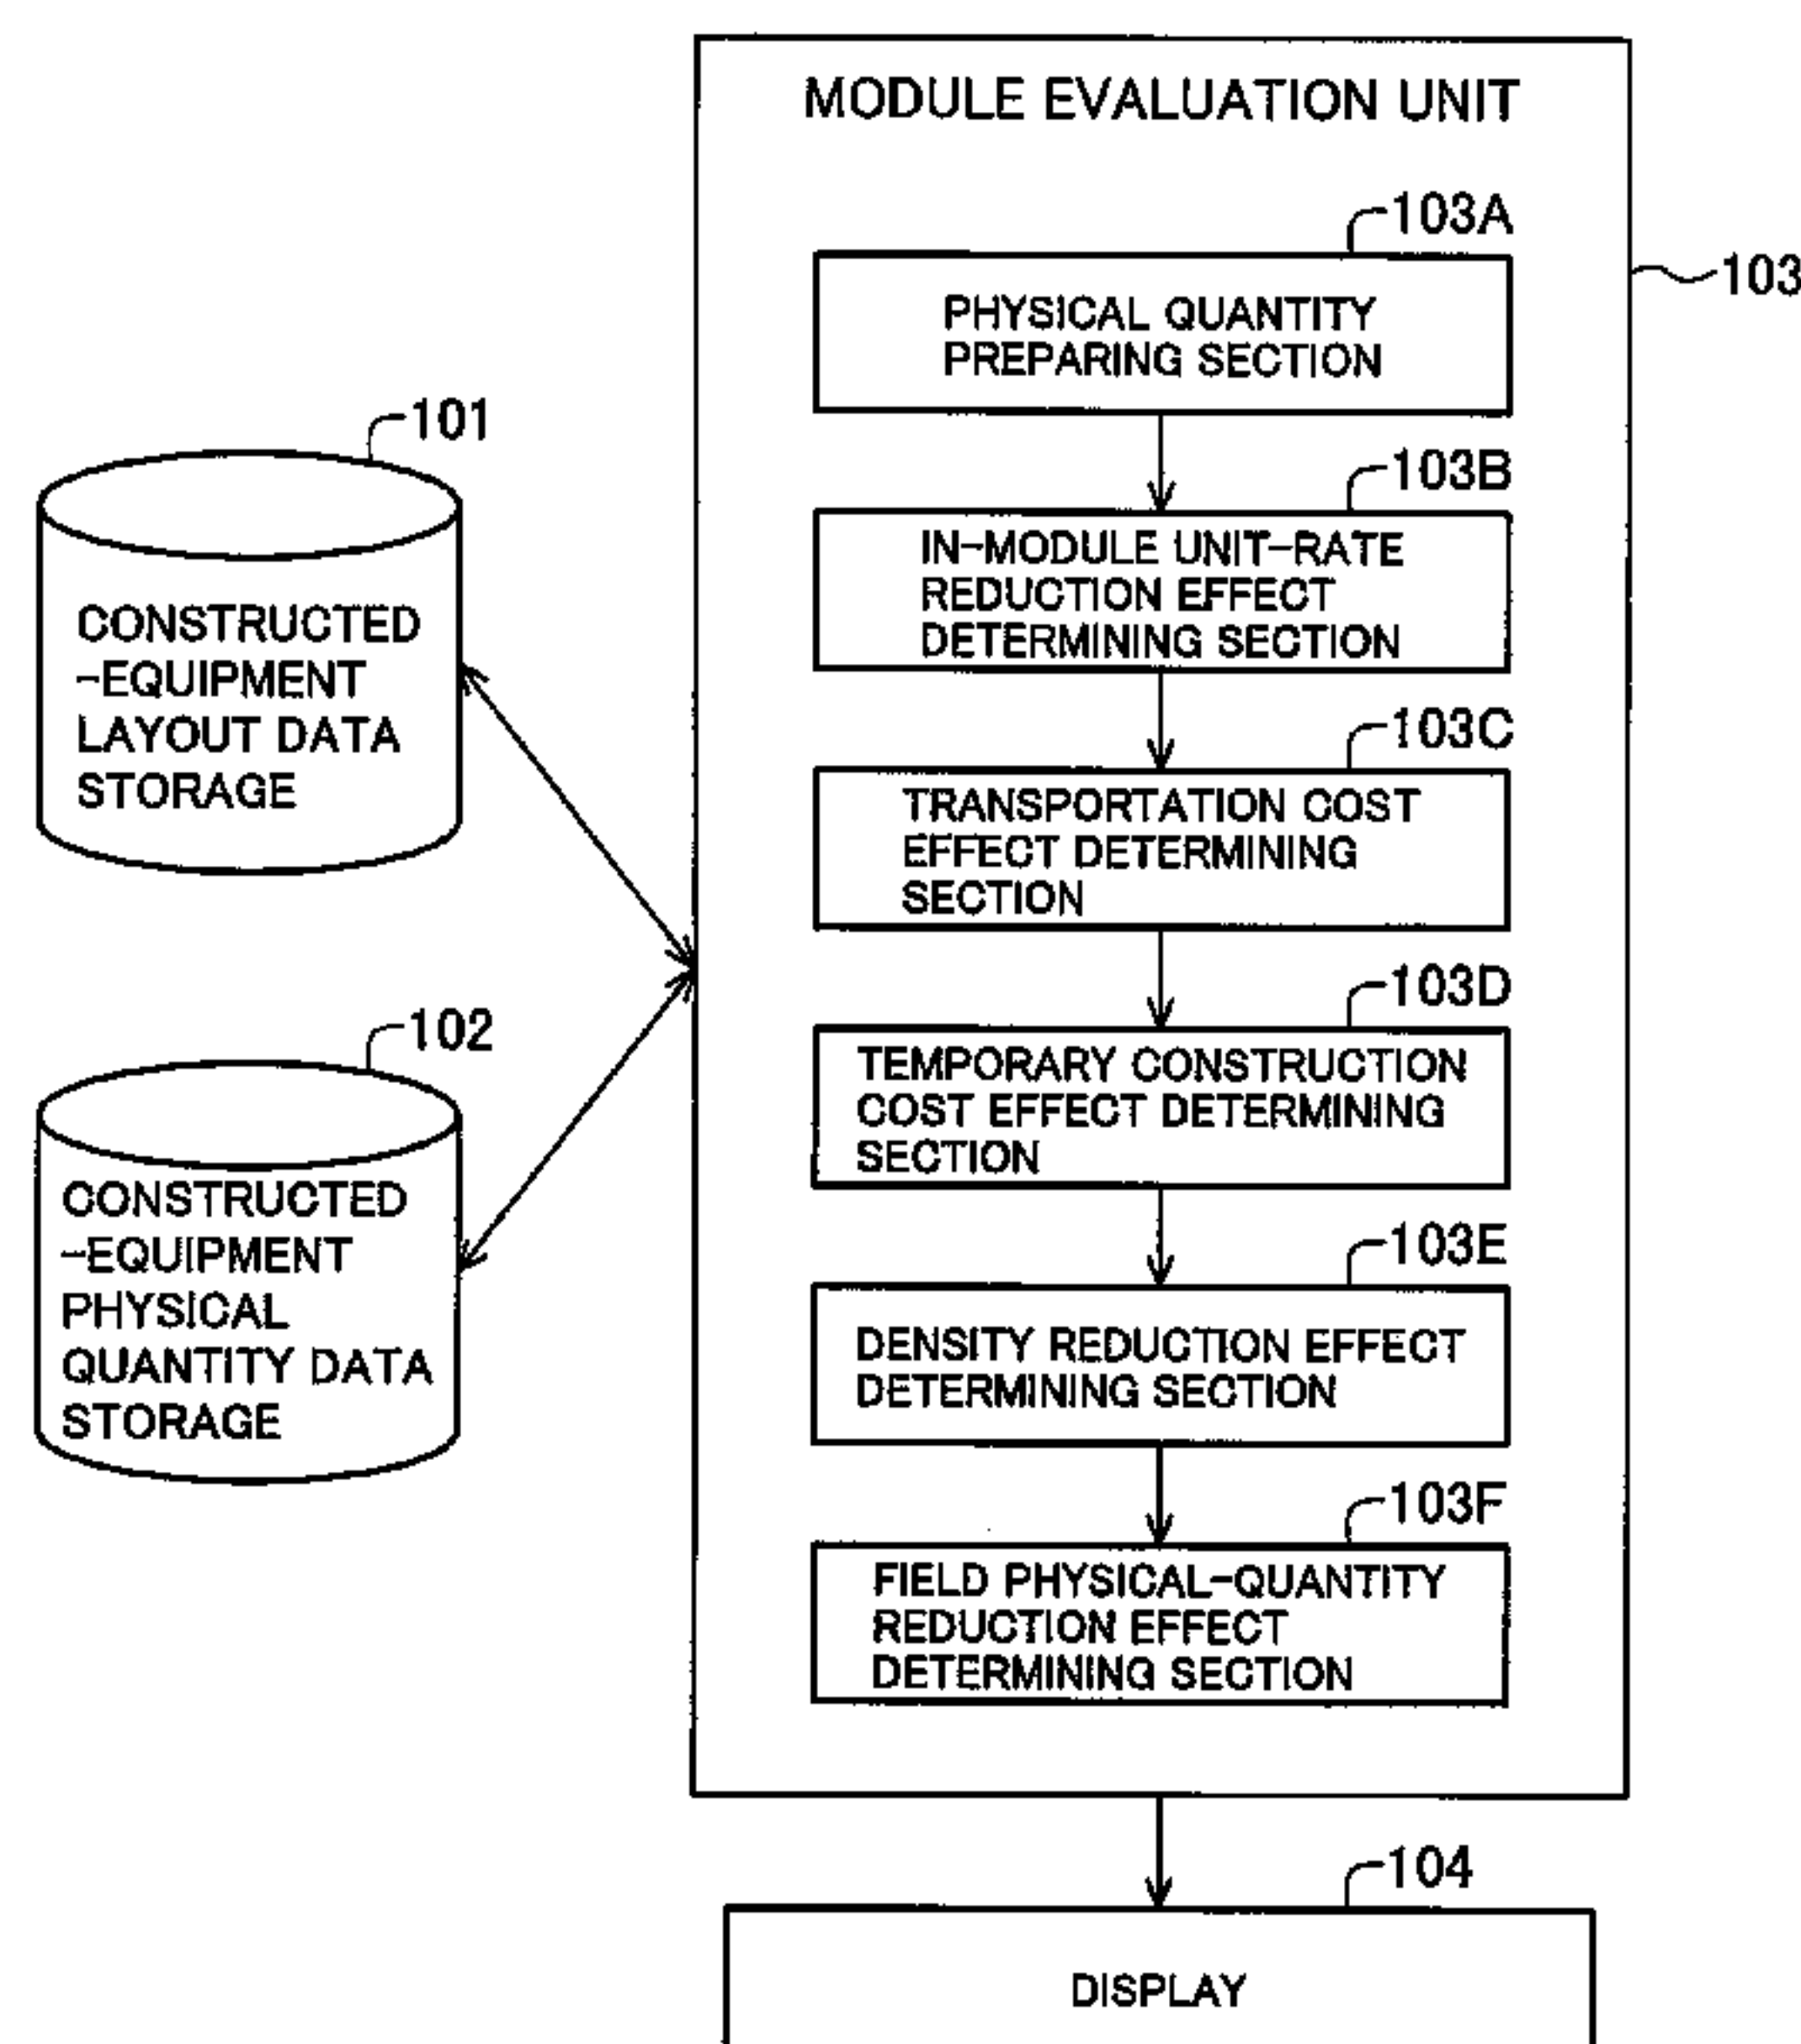 MODULE EVALUATION UNIT
103A
103
PHYSICAL QUANTITY
PREPARING SECTION
103B
IN-MODULE UNIT-RATE
REDUCTION EFFECT
DETERMINING SECTION
103C
TRANSPORTATION COST
EFFECT DETERMINING
SECTION
103D
TEMPORARY CONSTRUCTION
COST EFFECT DETERMINING
SECTION
103E
DENSITY REDUCTION EFFECT
DETERMINING SECTION
103F
FIELD PHYSICAL-QUANTITY
REDUCTION EFFECT
DETERMINING SECTION
101
CONSTRUCTED
-EQUIPMENT
LAYOUT DATA
STORAGE
102
CONSTRUCTED
-EQUIPMENT
PHYSICAL
QUANTITY DATA
STORAGE
104
DISPLAY